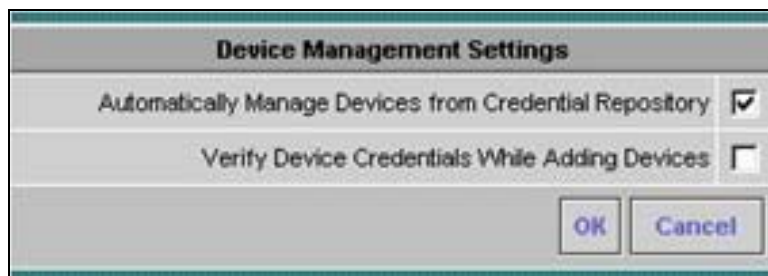 Device Management Settings
Automatically Manage Devices from Credential Repository
Verify Device Credentials While Adding Devices
OK Cancel